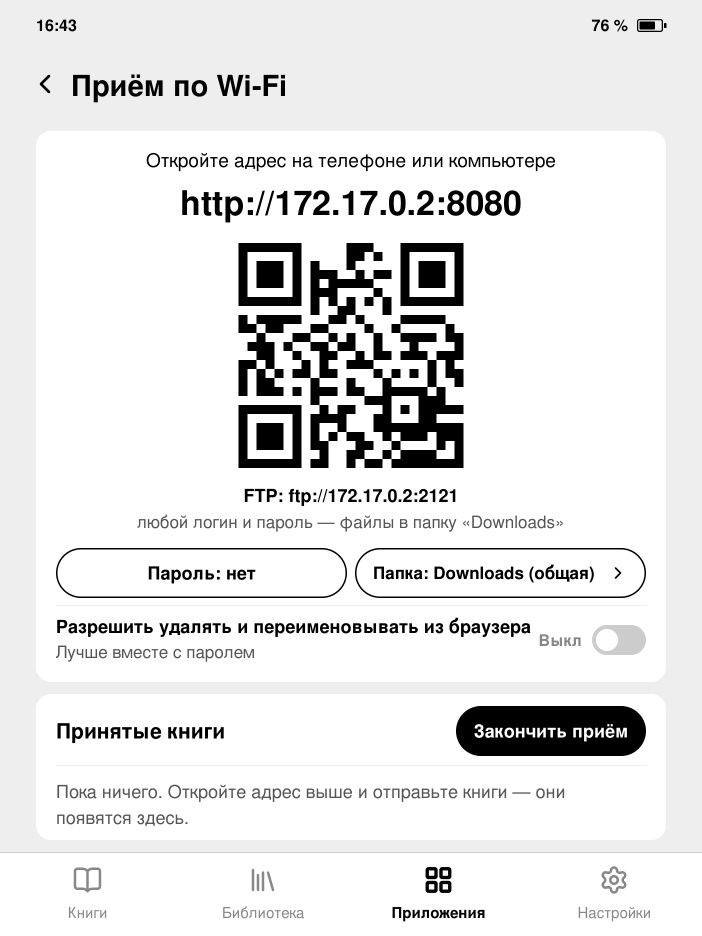 16:43
76 %
Приём по Wi-Fi
Откройте адрес на телефоне или компьютере
http://172.17.0.2:8080
FTP: ftp://172.17.0.2:2121
любой логин и пароль — файлы в папку «Downloads»
Пароль: нет
Папка: Downloads (общая)
Разрешить удалять и переименовывать из браузера
Выкл
Лучше вместе с паролем
Принятые книги
Закончить приём
Пока ничего. Откройте адрес выше и отправьте книги — они
появятся здесь.
Книги
Библиотека
Приложения
Настройки